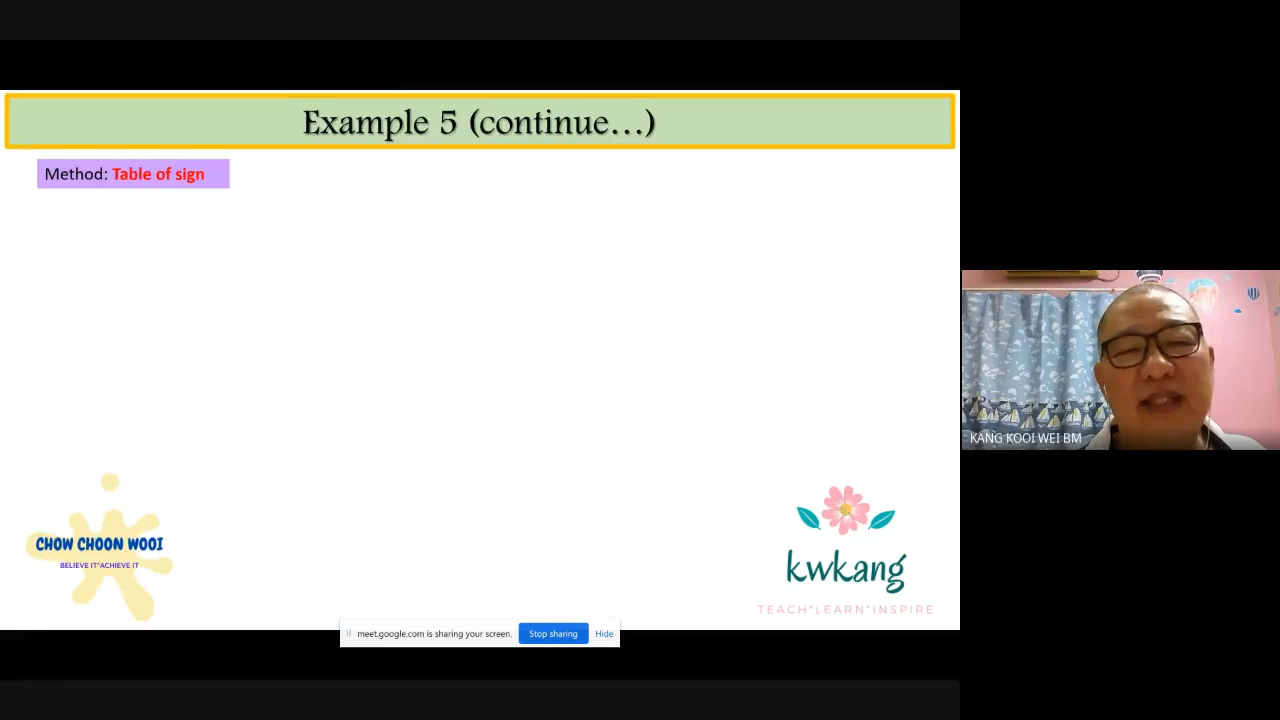 Example 5 (continue...)
Method: Table of sign
KANG KOOI WEI BM
CHOW CHOON WOOI
BELIEVE IT*ACHIEVE IT
kwkang
TEACH*LEARN*INSPIRE
meet.google.com is sharing your screen. Stop sharing Hide